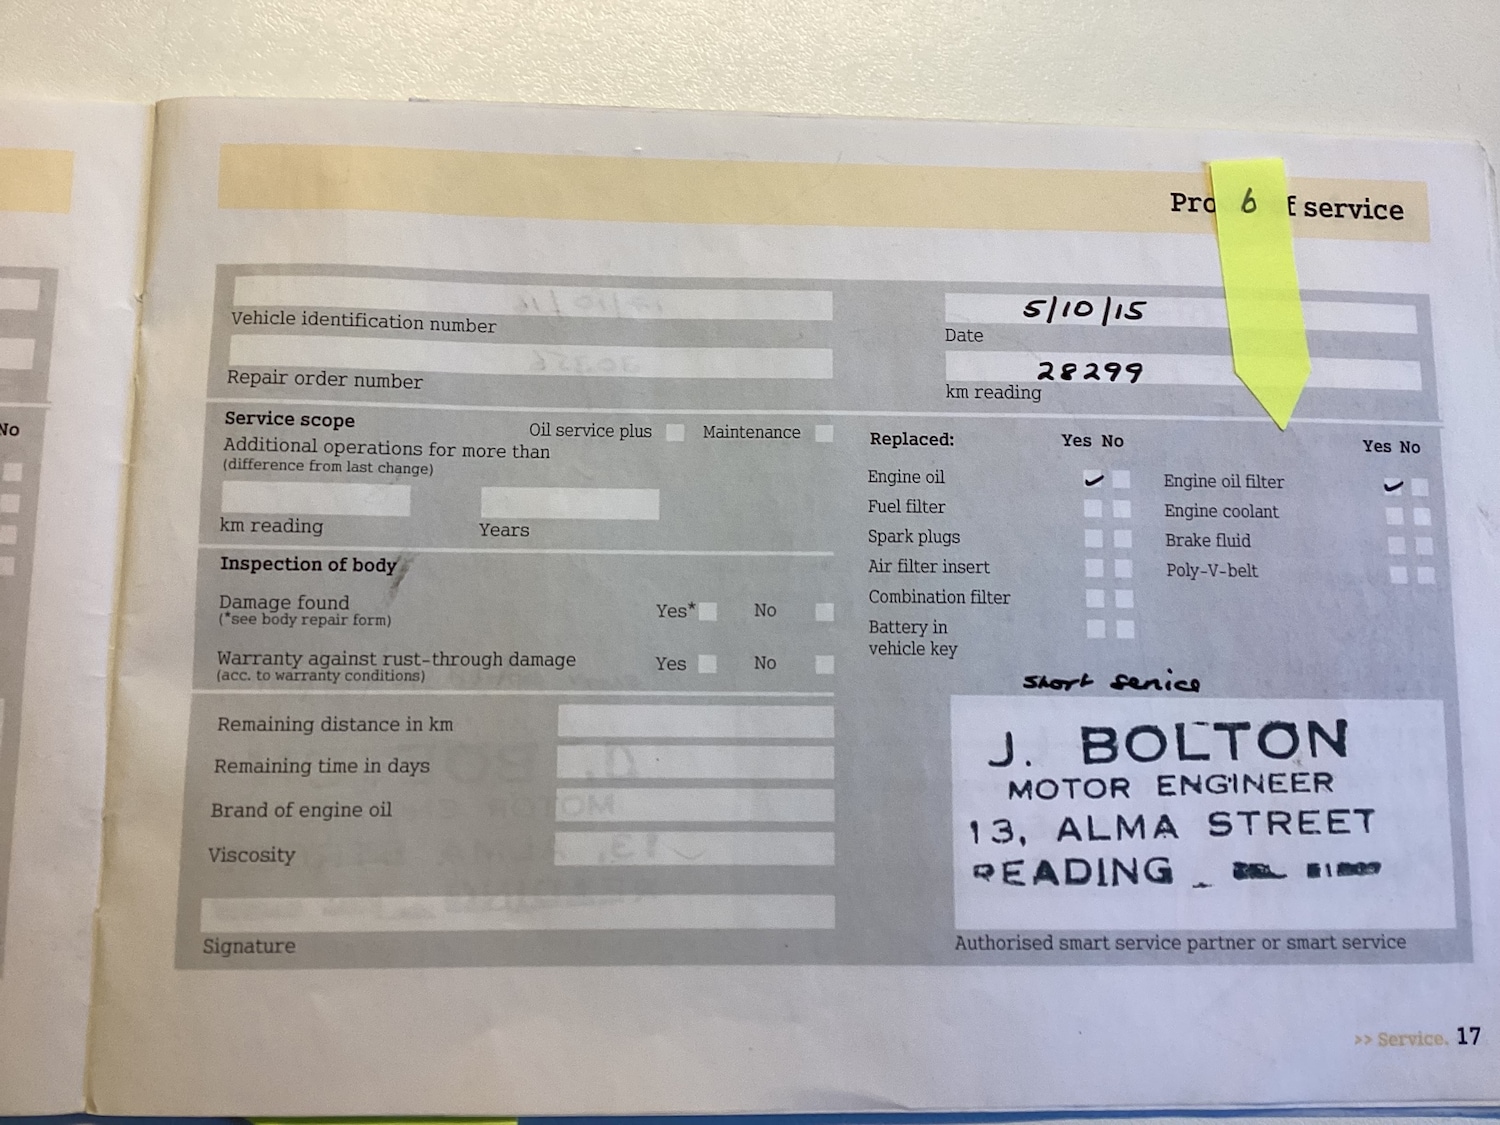 Pro 6 f service
Vehicle identification number
5/10/15
Date
Repair order number
28299
km reading
Service scope
Oil service plus Maintenance
Additional operations for more than
(difference from last change)
km reading Years
Inspection of body
Damage found Yes* No
(*see body repair form)
Warranty against rust-through damage Yes No
(acc. to warranty conditions)
Remaining distance in km
Remaining time in days
Brand of engine oil
Viscosity
Signature
Replaced: Yes No Yes No
Engine oil Engine oil filter
Fuel filter Engine coolant
Spark plugs Brake fluid
Air filter insert Poly-V-belt
Combination filter
Battery in
vehicle key
short service
J. BOLTON
MOTOR ENGINEER
13, ALMA STREET
READING
Authorised smart service partner or smart service
>> Service. 17
No